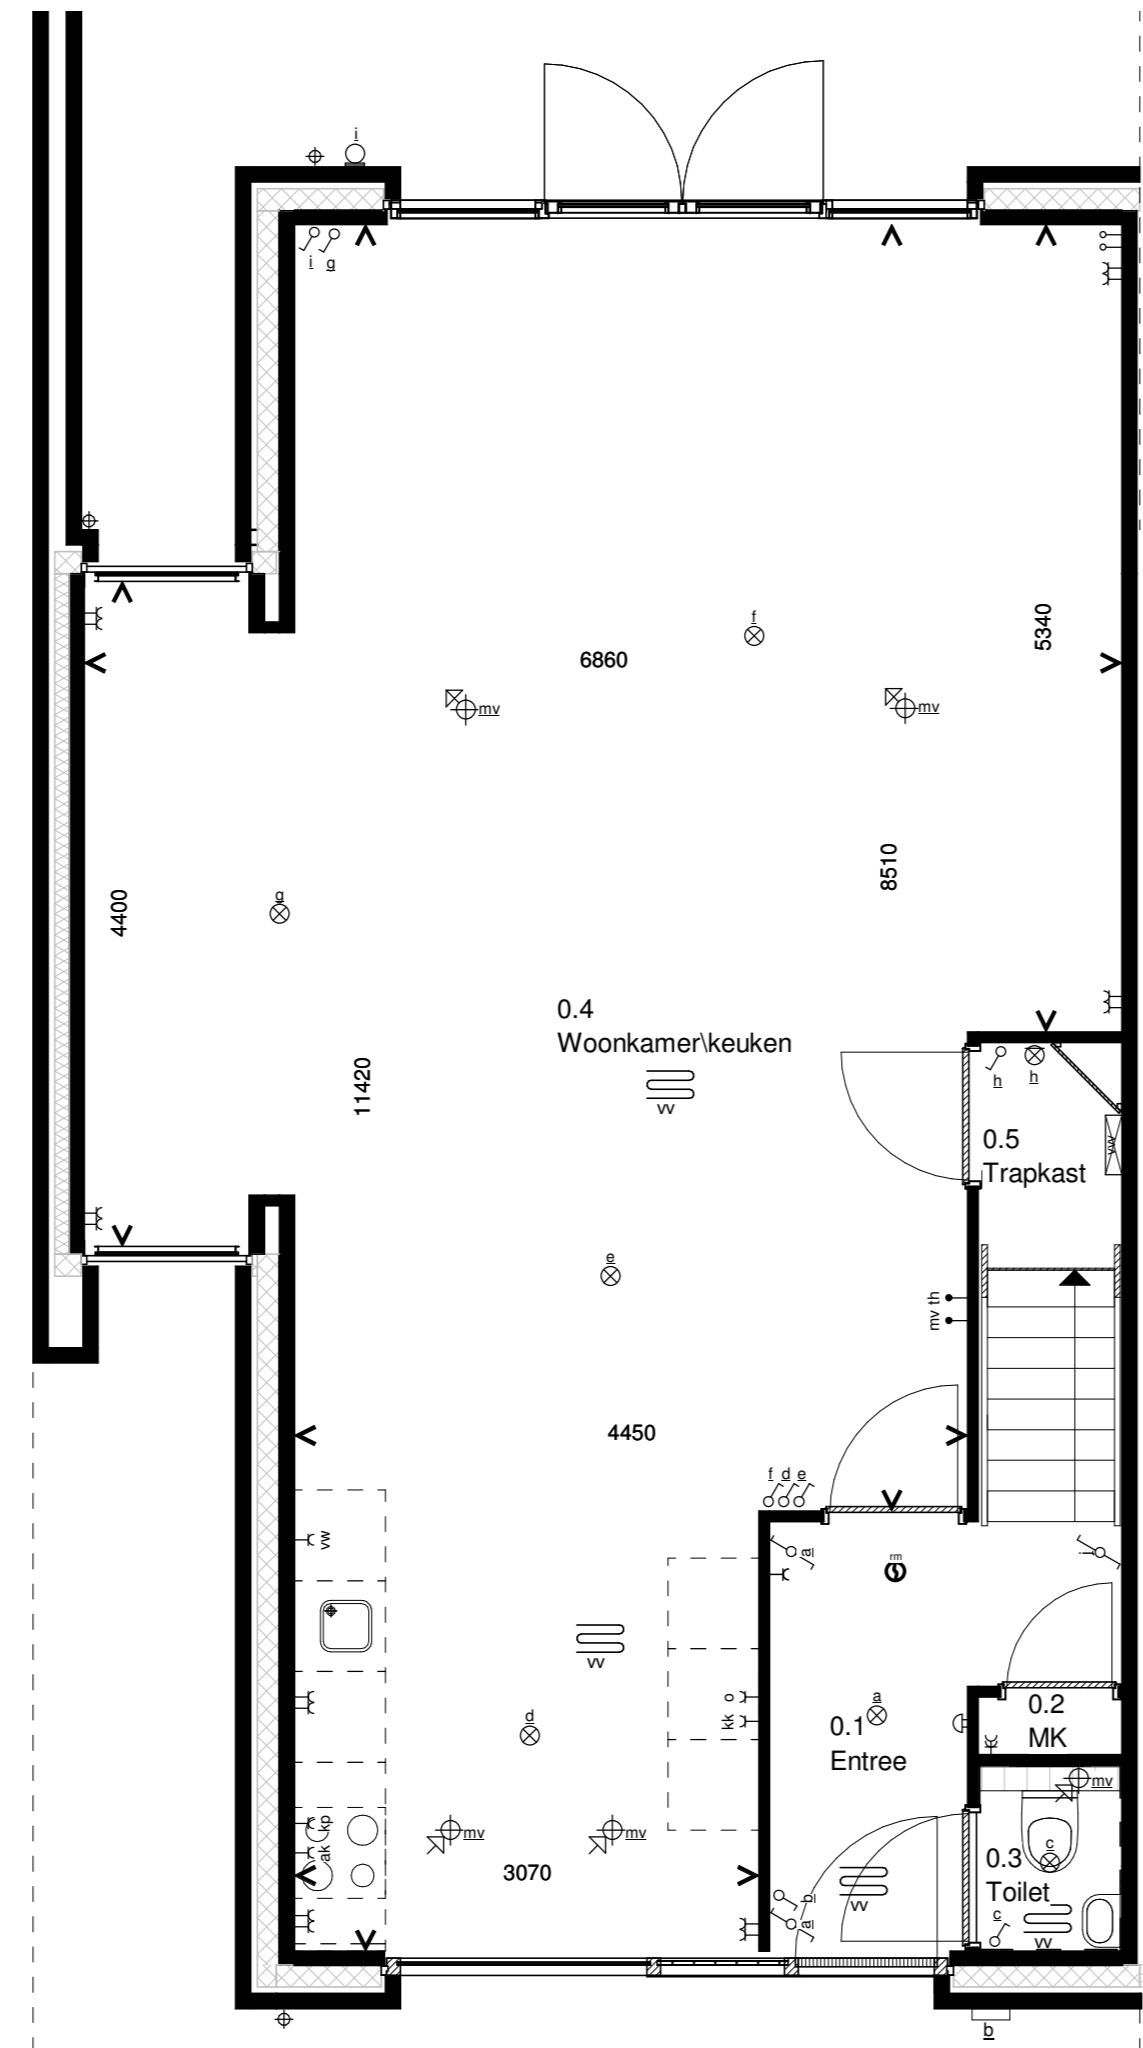 i
i g
f
5340
6860
mv
mv
8510
4400
g
0.4
Woonkamer\keuken
11420
vv
h h
0.5
Trapkast
vw
e
mv th
4450
f d e
vw
a
rm
i
vv
o
kk
d
a
0.1
Entree
0.2
MK
mv
kp
ak
mv
mv
3070
c
0.3
Toilet
b
a
vv
c
vv
b